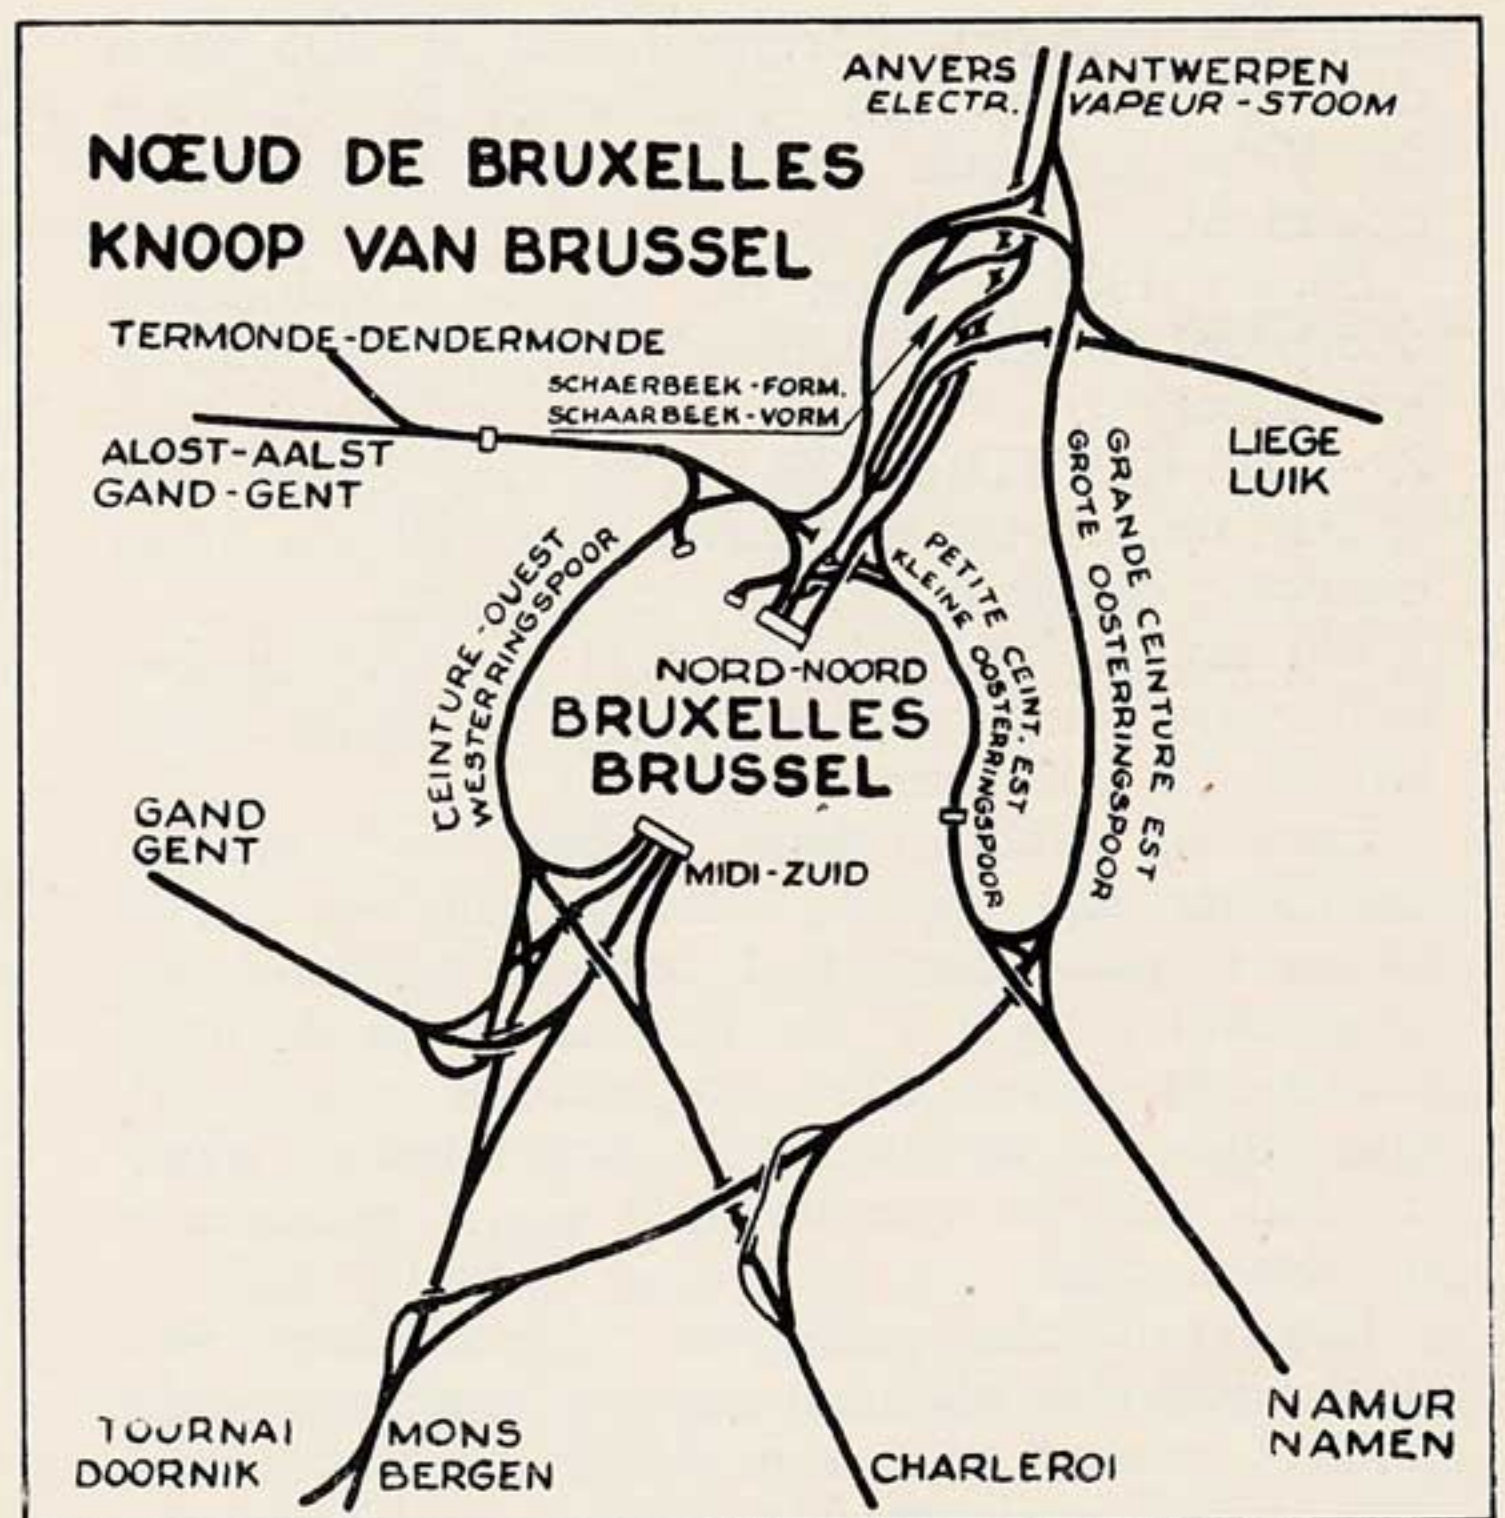 ANVERS
ELECTR.
ANTWERPEN
VAPEUR - STOOM
NŒUD DE BRUXELLES
KNOOP VAN BRUSSEL
TERMONDE-DENDERMONDE
SCHAERBEEK - FORM.
SCHAARBEEK - VORM
ALOST-AALST
GAND - GENT
LIEGE
LUIK
CEINTURE - OUEST
WESTERRINGSPOOR
PETITE CEINT. EST
KLEINE OOSTERRINGSPOOR
GRANDE CEINTURE EST
GROTE OOSTERRINGSPOOR
NORD-NOORD
BRUXELLES
BRUSSEL
GAND
GENT
MIDI-ZUID
TOURNAI
DOORNIK
MONS
BERGEN
CHARLEROI
NAMUR
NAMEN